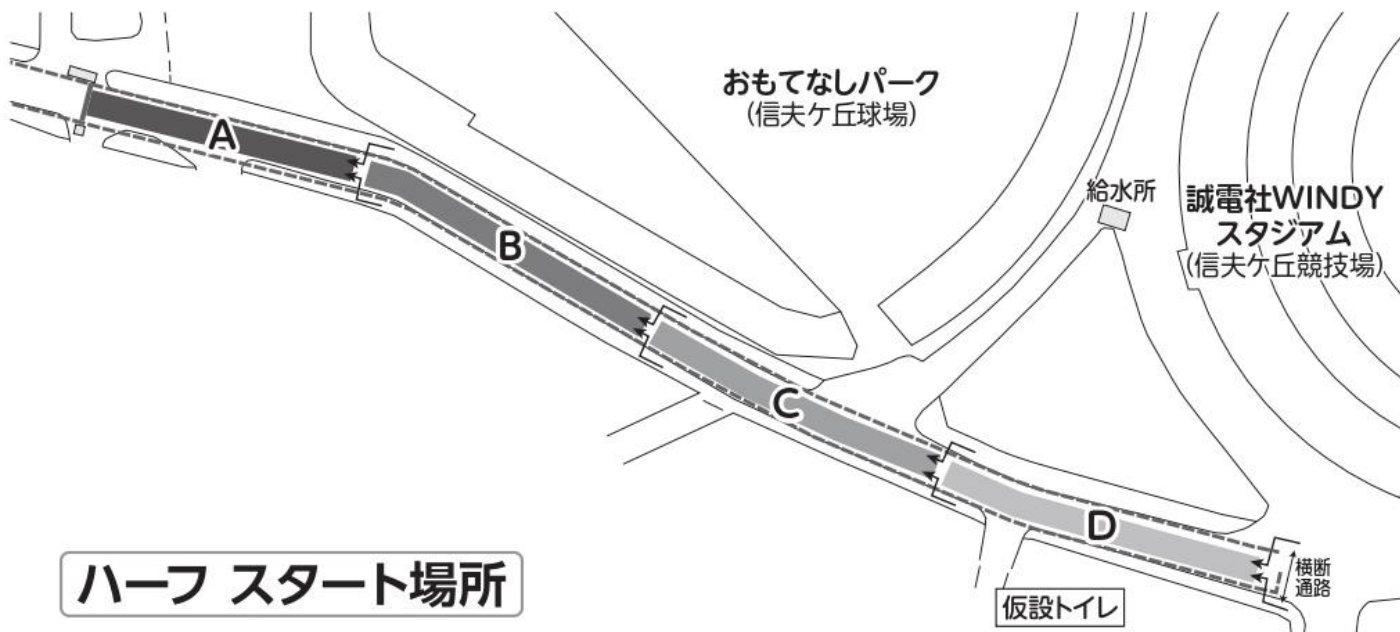 おもてなしパーク
(信夫ケ丘球場)
給水所
誠電社WINDY
スタジアム
(信夫ケ丘競技場)
A
B
C
D
横断
通路
仮設トイレ
ハーフ スタート場所